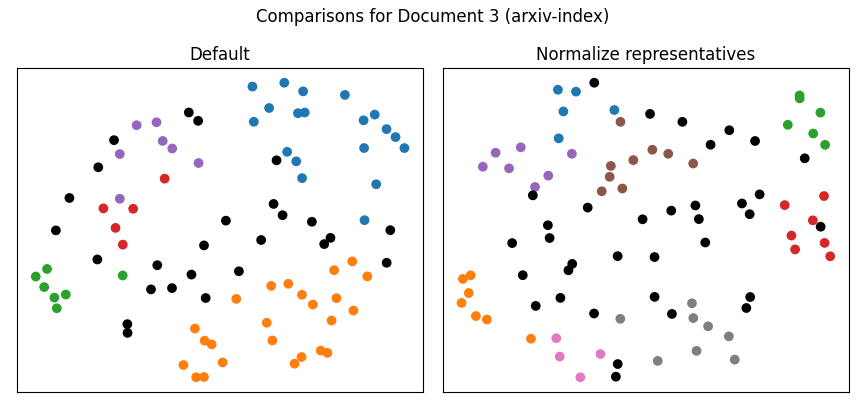 Comparisons for Document 3 (arxiv-index)
Default
Normalize representatives